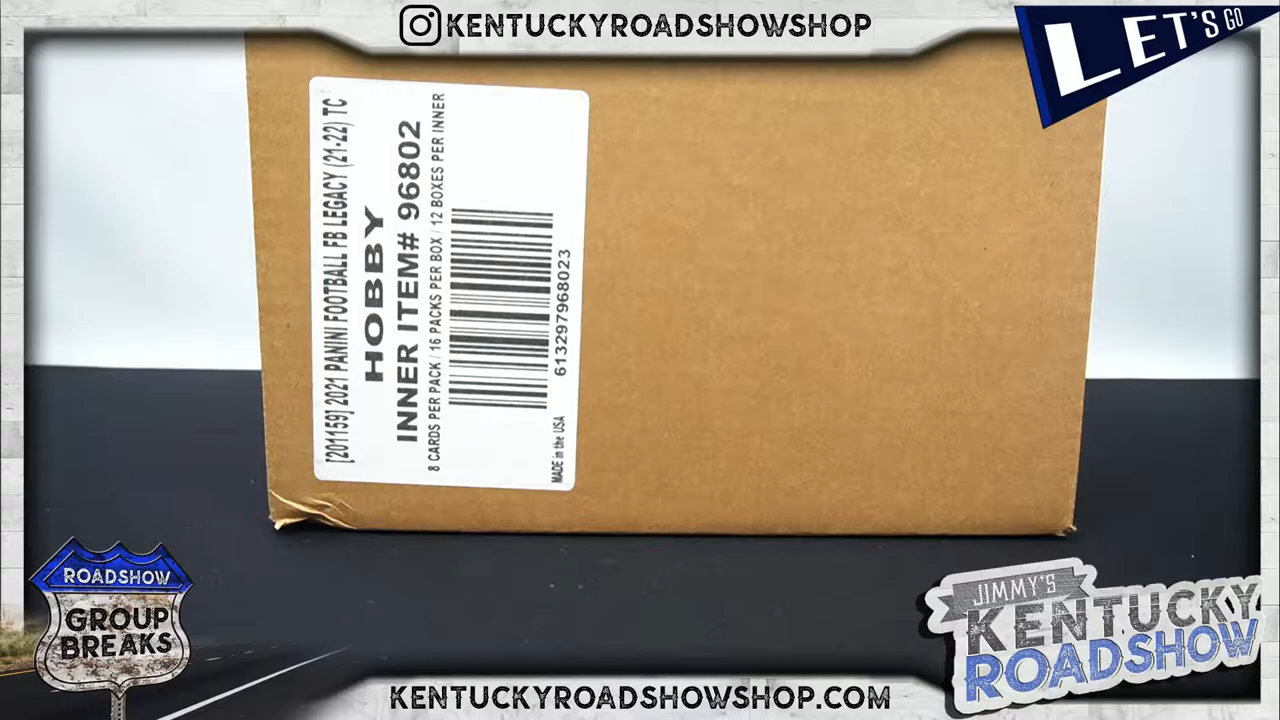 KENTUCKYROADSHOWSHOP
LET'S GO
[201159] 2021 PANINI FOOTBALL FB LEGACY (21-22) TC
HOBBY
INNER ITEM# 96802
8 CARDS PER PACK / 16 PACKS PER BOX / 12 BOXES PER INNER
613297968023
MADE in the USA
ROADSHOW
GROUP
BREAKS
JIMMY'S
KENTUCKY
ROADSHOW
KENTUCKYROADSHOWSHOP.COM